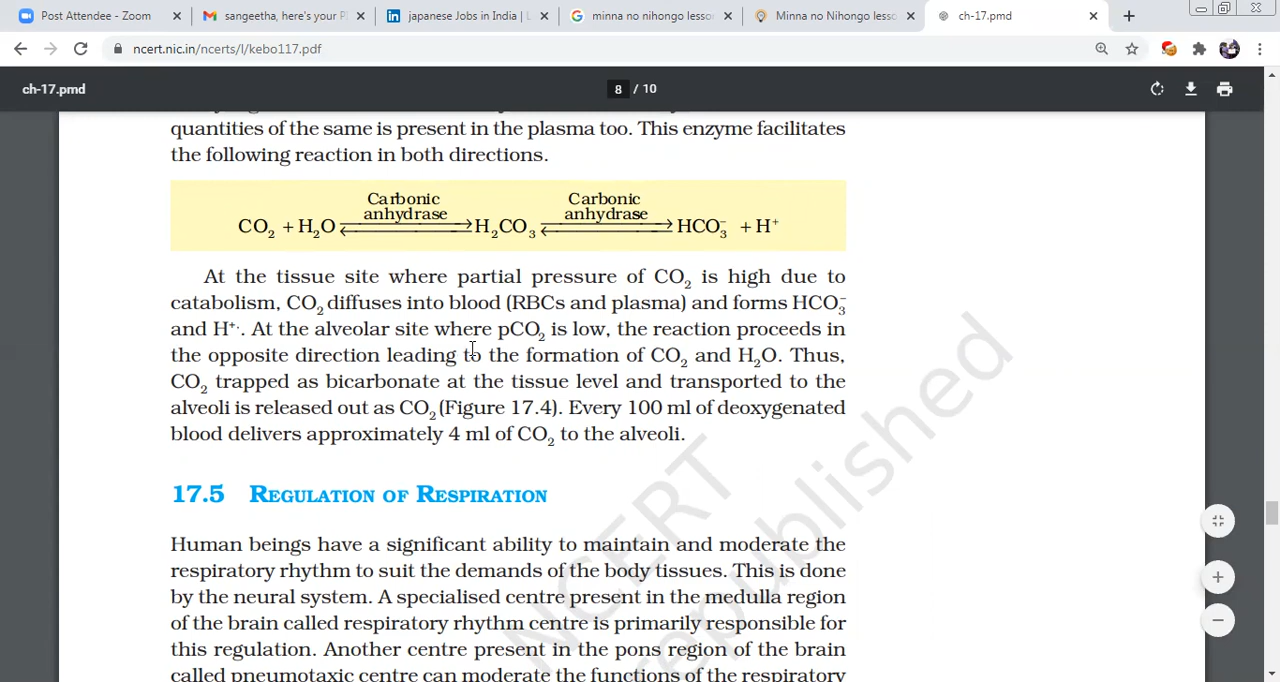 Post Attendee - Zoom
sangeetha, here's your P
japanese Jobs in India | L
minna no nihongo lesso
Minna no Nihongo lesso
ch-17.pmd
ncert.nic.in/ncerts/l/kebo117.pdf
ch-17.pmd
8 / 10
quantities of the same is present in the plasma too. This enzyme facilitates
the following reaction in both directions.
Carbonic Carbonic
anhydrase anhydrase
CO₂ + H₂O ⇌ H₂CO₃ ⇌ HCO₃⁻ + H⁺
At the tissue site where partial pressure of CO₂ is high due to
catabolism, CO₂ diffuses into blood (RBCs and plasma) and forms HCO₃⁻
and H⁺·. At the alveolar site where pCO₂ is low, the reaction proceeds in
the opposite direction leading to the formation of CO₂ and H₂O. Thus,
CO₂ trapped as bicarbonate at the tissue level and transported to the
alveoli is released out as CO₂ (Figure 17.4). Every 100 ml of deoxygenated
blood delivers approximately 4 ml of CO₂ to the alveoli.
17.5 REGULATION OF RESPIRATION
Human beings have a significant ability to maintain and moderate the
respiratory rhythm to suit the demands of the body tissues. This is done
by the neural system. A specialised centre present in the medulla region
of the brain called respiratory rhythm centre is primarily responsible for
this regulation. Another centre present in the pons region of the brain
called pneumotaxic centre can moderate the functions of the respiratory
NCERT
republished